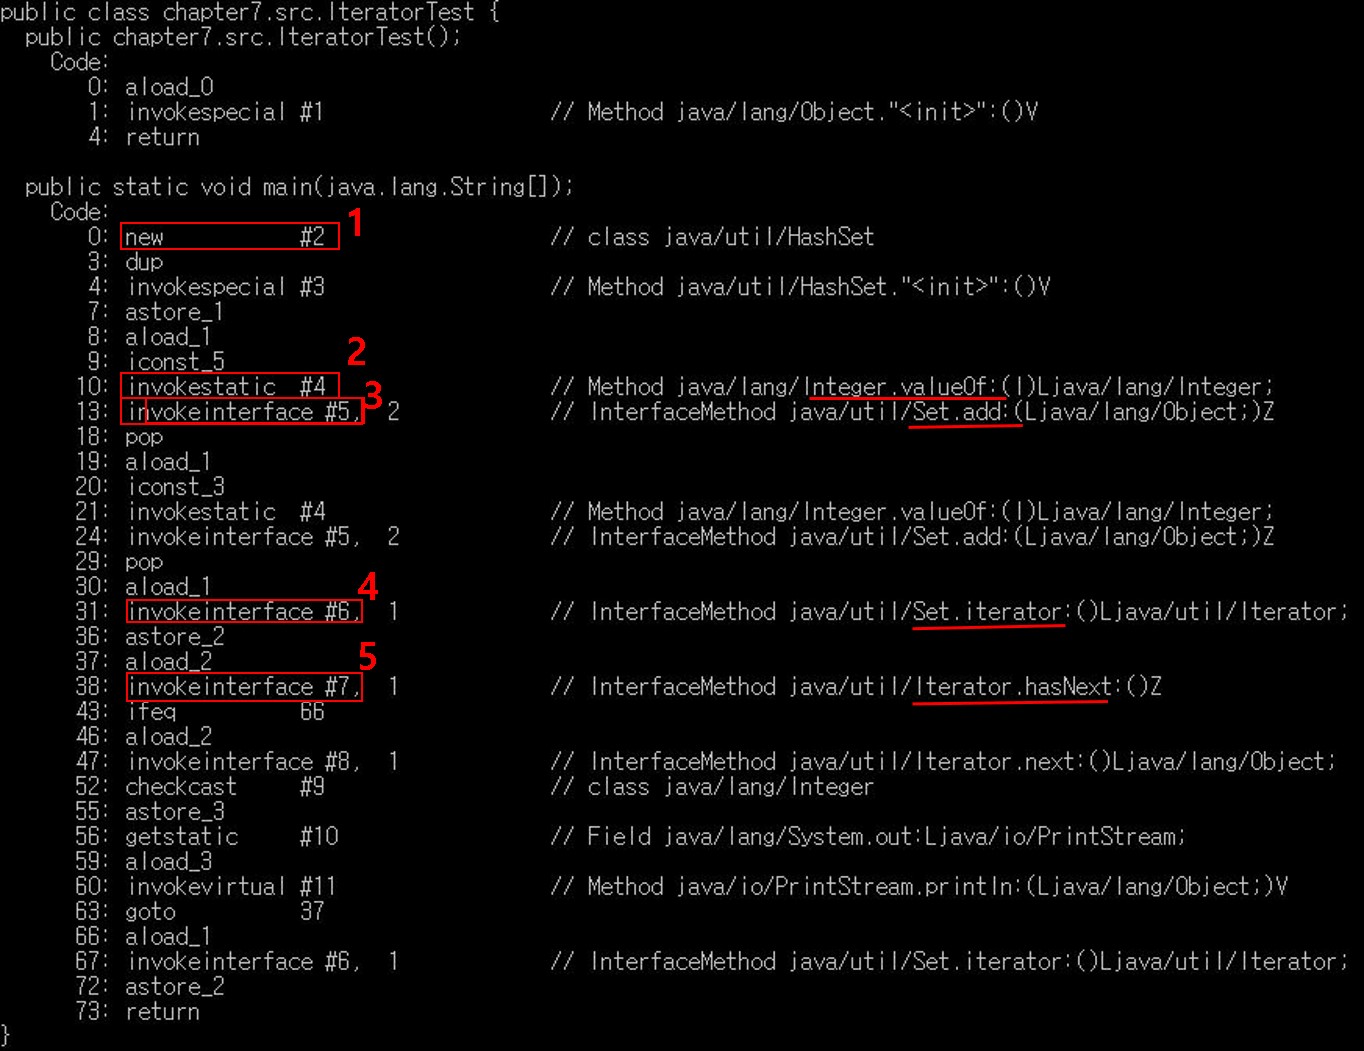 public class chapter7.src.IteratorTest {
  public chapter7.src.IteratorTest();
    Code:
       0: aload_0
       1: invokespecial #1                  // Method java/lang/Object."<init>":()V
       4: return

  public static void main(java.lang.String[]);
    Code:
       0: new           #2 1                // class java/util/HashSet
       3: dup
       4: invokespecial #3                  // Method java/util/HashSet."<init>":()V
       7: astore_1
       8: aload_1
       9: iconst_5
2
      10: invokestatic  #4                  // Method java/lang/Integer.valueOf:(I)Ljava/lang/Integer;
3
      13: invokeinterface #5,  2            // InterfaceMethod java/util/Set.add:(Ljava/lang/Object;)Z
      18: pop
      19: aload_1
      20: iconst_3
      21: invokestatic  #4                  // Method java/lang/Integer.valueOf:(I)Ljava/lang/Integer;
      24: invokeinterface #5,  2            // InterfaceMethod java/util/Set.add:(Ljava/lang/Object;)Z
      29: pop
      30: aload_1
4
      31: invokeinterface #6,  1            // InterfaceMethod java/util/Set.iterator:()Ljava/util/Iterator;
      36: astore_2
      37: aload_2
5
      38: invokeinterface #7,  1            // InterfaceMethod java/util/Iterator.hasNext:()Z
      43: ifeq          66
      46: aload_2
      47: invokeinterface #8,  1            // InterfaceMethod java/util/Iterator.next:()Ljava/lang/Object;
      52: checkcast     #9                  // class java/lang/Integer
      55: astore_3
      56: getstatic     #10                 // Field java/lang/System.out:Ljava/io/PrintStream;
      59: aload_3
      60: invokevirtual #11                 // Method java/io/PrintStream.println:(Ljava/lang/Object;)V
      63: goto          37
      66: aload_1
      67: invokeinterface #6,  1            // InterfaceMethod java/util/Set.iterator:()Ljava/util/Iterator;
      72: astore_2
      73: return
}